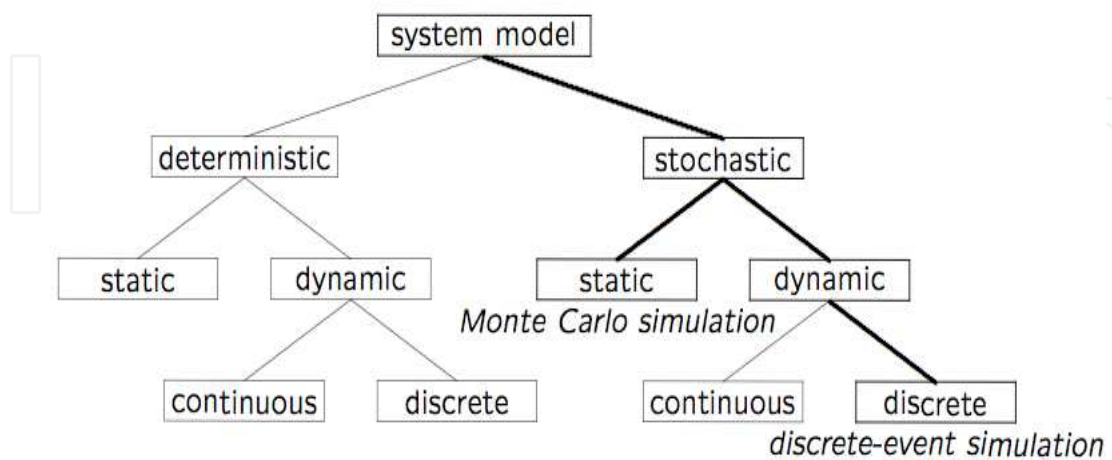 system model
deterministic
stochastic
static
dynamic
static
dynamic
Monte Carlo simulation
continuous
discrete
continuous
discrete
discrete-event simulation